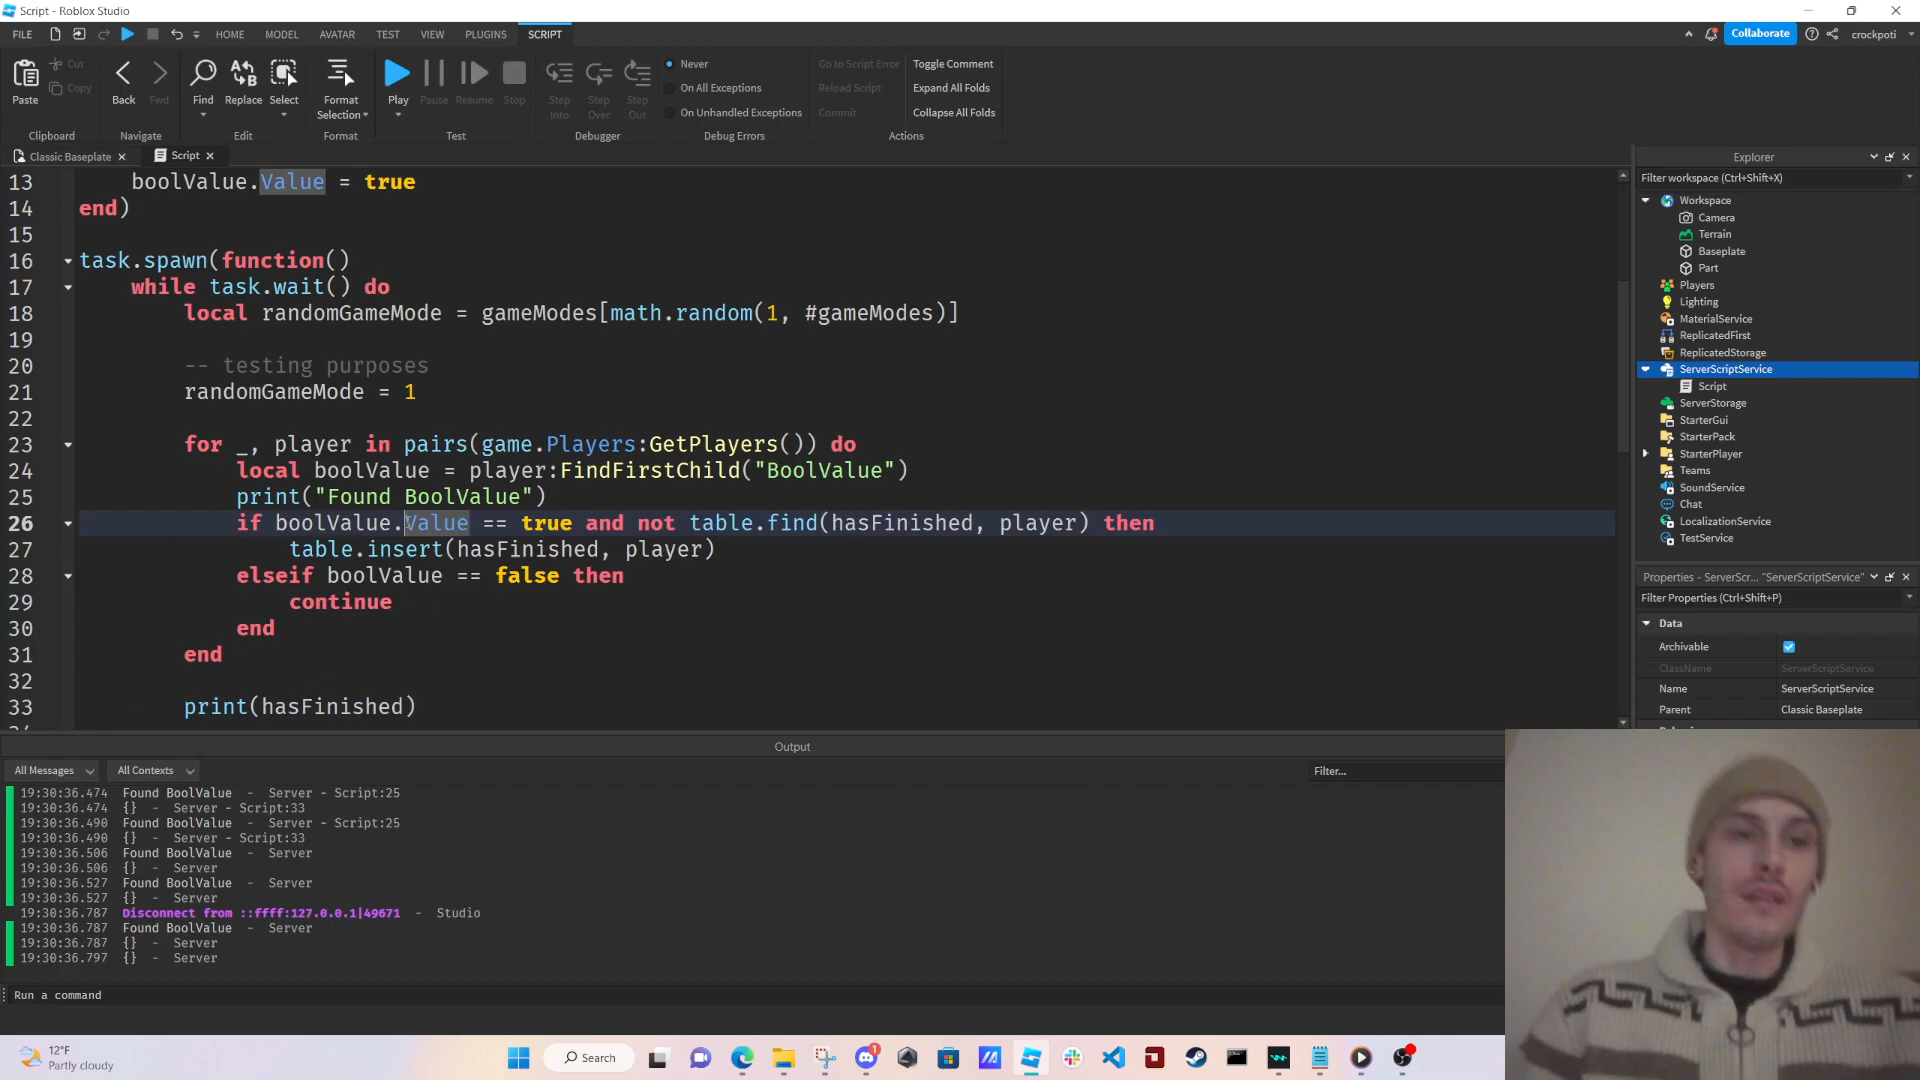 Script - Roblox Studio
FILE HOME MODEL AVATAR TEST VIEW PLUGINS SCRIPT Collaborate crockpoti
Paste Cut Copy Back Fwd Find Replace Select Format Selection Play Pause Resume Stop Step Into Step Over Step Out
Never
On All Exceptions
On Unhandled Exceptions
Go to Script Error
Reload Script
Commit
Toggle Comment
Expand All Folds
Collapse All Folds
Clipboard Navigate Edit Format Test Debugger Debug Errors Actions
Classic Baseplate Script
13 boolValue.Value = true
14 end)
15
16 task.spawn(function()
17 while task.wait() do
18 local randomGameMode = gameModes[math.random(1, #gameModes)]
19
20 -- testing purposes
21 randomGameMode = 1
22
23 for _, player in pairs(game.Players:GetPlayers()) do
24 local boolValue = player:FindFirstChild("BoolValue")
25 print("Found BoolValue")
26 if boolValue.Value == true and not table.find(hasFinished, player) then
27 table.insert(hasFinished, player)
28 elseif boolValue == false then
29 continue
30 end
31 end
32
33 print(hasFinished)
Explorer
Filter workspace (Ctrl+Shift+X)
Workspace
Camera
Terrain
Baseplate
Part
Players
Lighting
MaterialService
ReplicatedFirst
ReplicatedStorage
ServerScriptService
Script
ServerStorage
StarterGui
StarterPack
StarterPlayer
Teams
SoundService
Chat
LocalizationService
TestService
Properties - ServerScr... "ServerScriptService"
Filter Properties (Ctrl+Shift+P)
Data
Archivable
ClassName ServerScriptService
Name ServerScriptService
Parent Classic Baseplate
Output
All Messages All Contexts Filter...
19:30:36.474 Found BoolValue - Server - Script:25
19:30:36.474 {} - Server - Script:33
19:30:36.490 Found BoolValue - Server - Script:25
19:30:36.490 {} - Server - Script:33
19:30:36.506 Found BoolValue - Server
19:30:36.506 {} - Server
19:30:36.527 Found BoolValue - Server
19:30:36.527 {} - Server
19:30:36.787 Disconnect from ::ffff:127.0.0.1|49671 - Studio
19:30:36.787 Found BoolValue - Server
19:30:36.787 {} - Server
19:30:36.797 {} - Server
Run a command
12°F
Partly cloudy
Search
1